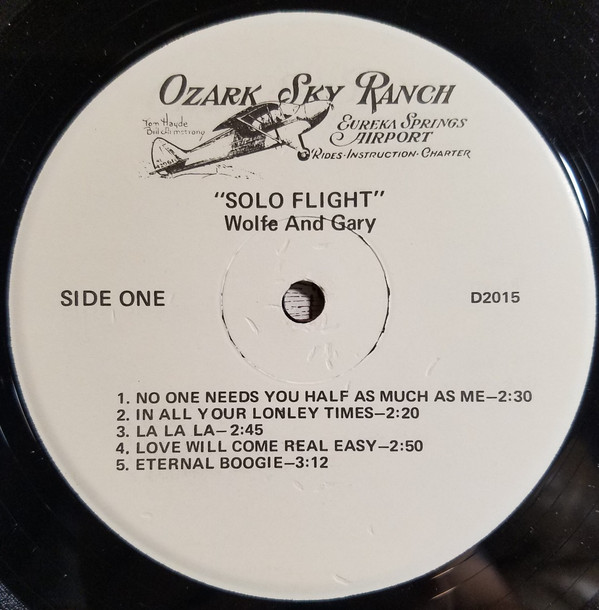 OZARK SKY RANCH
Tom Hayde
Bill Armstrong
EUREKA SPRINGS
AIRPORT
RIDES·INSTRUCTION·CHARTER
"SOLO FLIGHT"
Wolfe And Gary
SIDE ONE
D2015
1. NO ONE NEEDS YOU HALF AS MUCH AS ME—2:30
2. IN ALL YOUR LONLEY TIMES—2:20
3. LA LA LA—2:45
4. LOVE WILL COME REAL EASY—2:50
5. ETERNAL BOOGIE—3:12